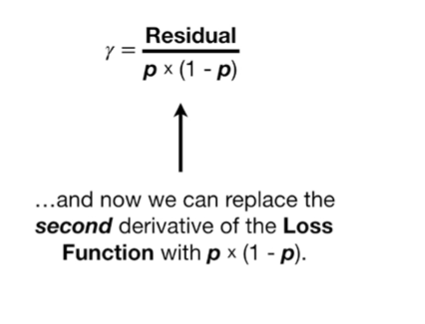 γ = Residual
p × (1 - p)
…and now we can replace the
second derivative of the Loss
Function with p × (1 - p).